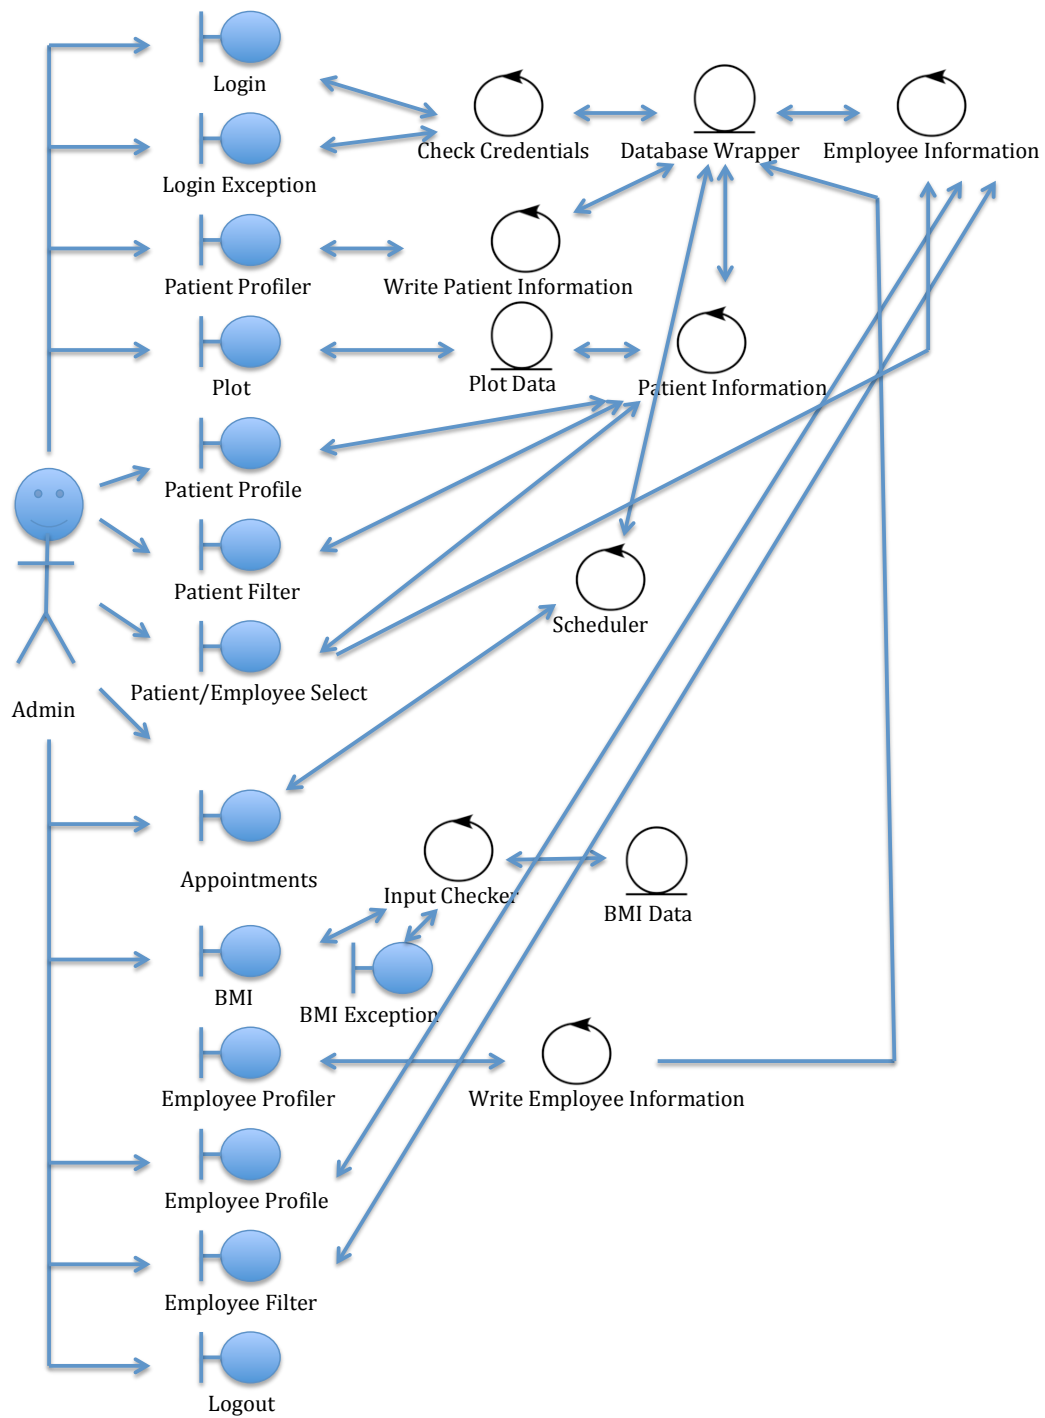 Login
Check Credentials
Database Wrapper
Employee Information
Login Exception
Patient Profiler
Write Patient Information
Plot
Plot Data
Patient Information
Patient Profile
Patient Filter
Scheduler
Patient/Employee Select
Admin
Appointments
Input Checker
BMI Data
BMI
BMI Exception
Employee Profiler
Write Employee Information
Employee Profile
Employee Filter
Logout